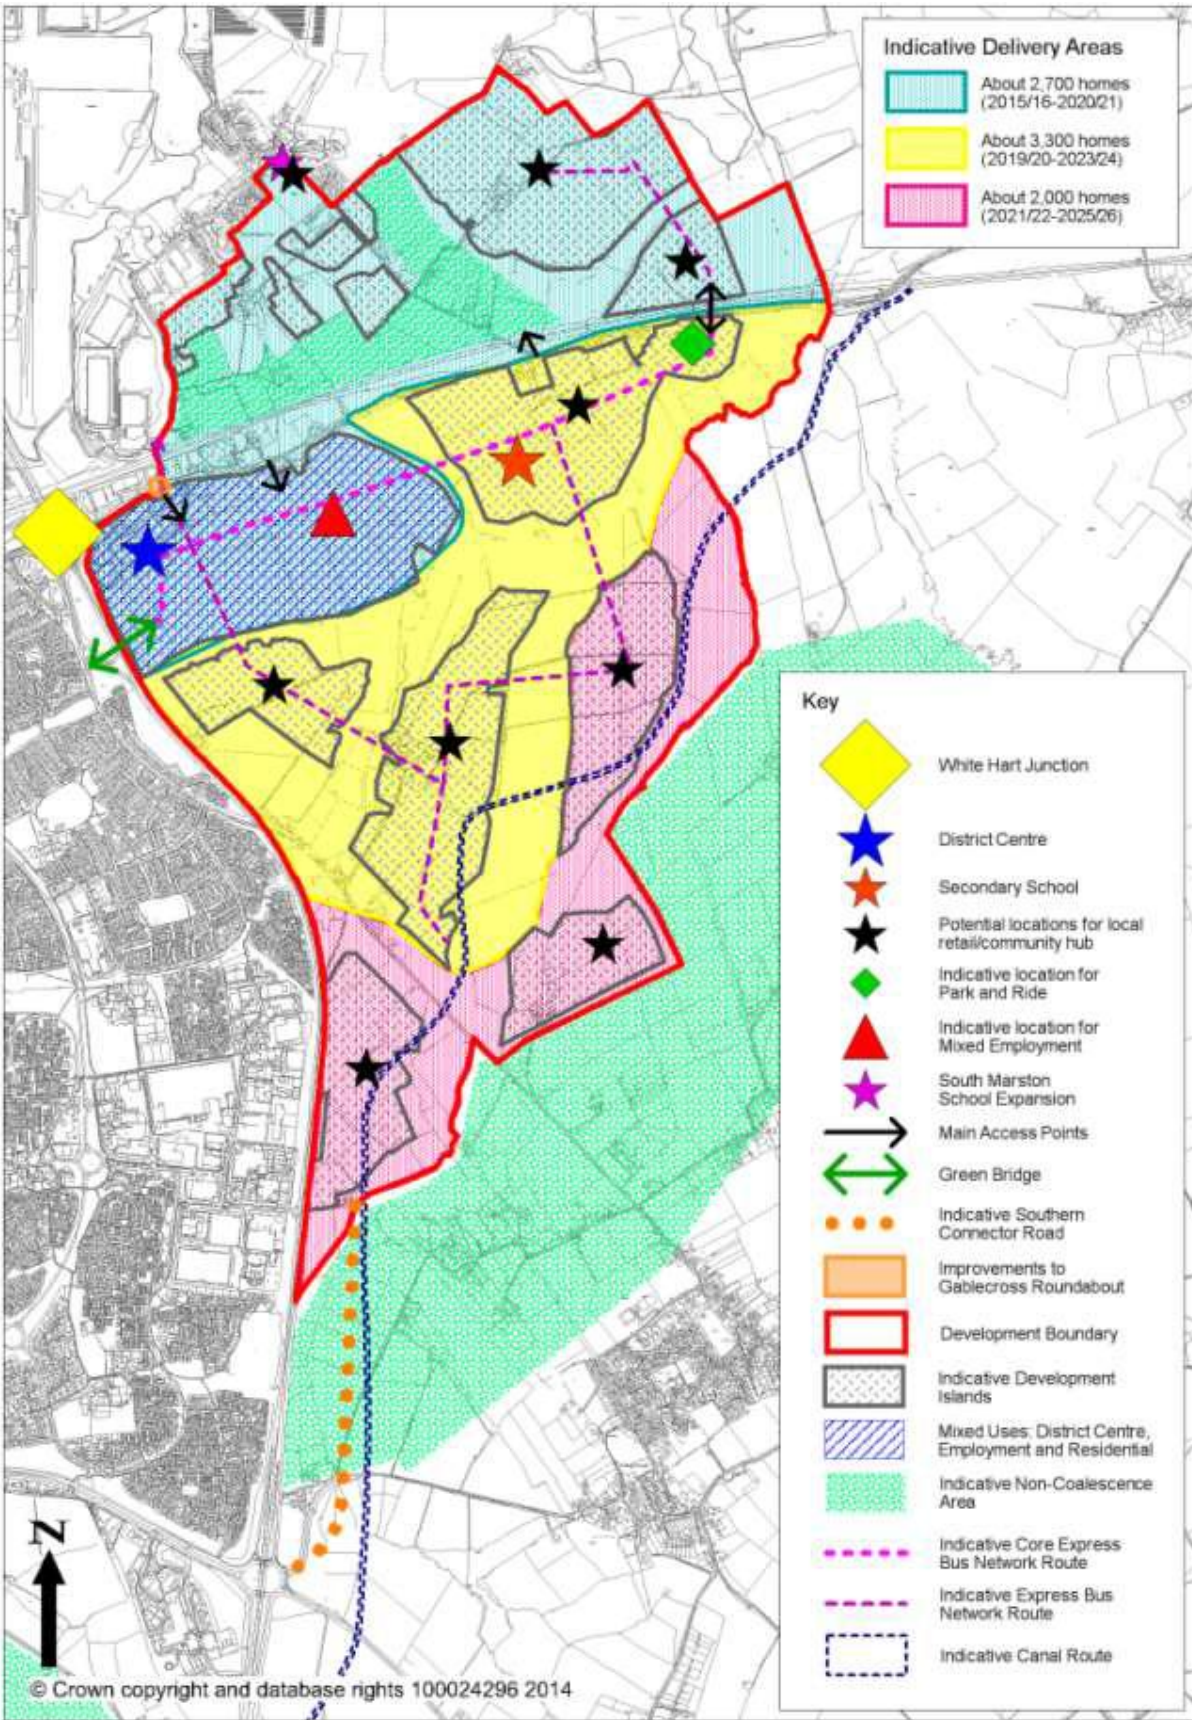 Indicative Delivery Areas
About 2,700 homes
(2015/16-2020/21)
About 3,300 homes
(2019/20-2023/24)
About 2,000 homes
(2021/22-2025/26)
Key
White Hart Junction
District Centre
Secondary School
Potential locations for local
retail/community hub
Indicative location for
Park and Ride
Indicative location for
Mixed Employment
South Marston
School Expansion
Main Access Points
Green Bridge
Indicative Southern
Connector Road
Improvements to
Gablecross Roundabout
Development Boundary
Indicative Development
Islands
Mixed Uses: District Centre,
Employment and Residential
Indicative Non-Coalescence
Area
Indicative Core Express
Bus Network Route
Indicative Express Bus
Network Route
Indicative Canal Route
N
© Crown copyright and database rights 100024296 2014